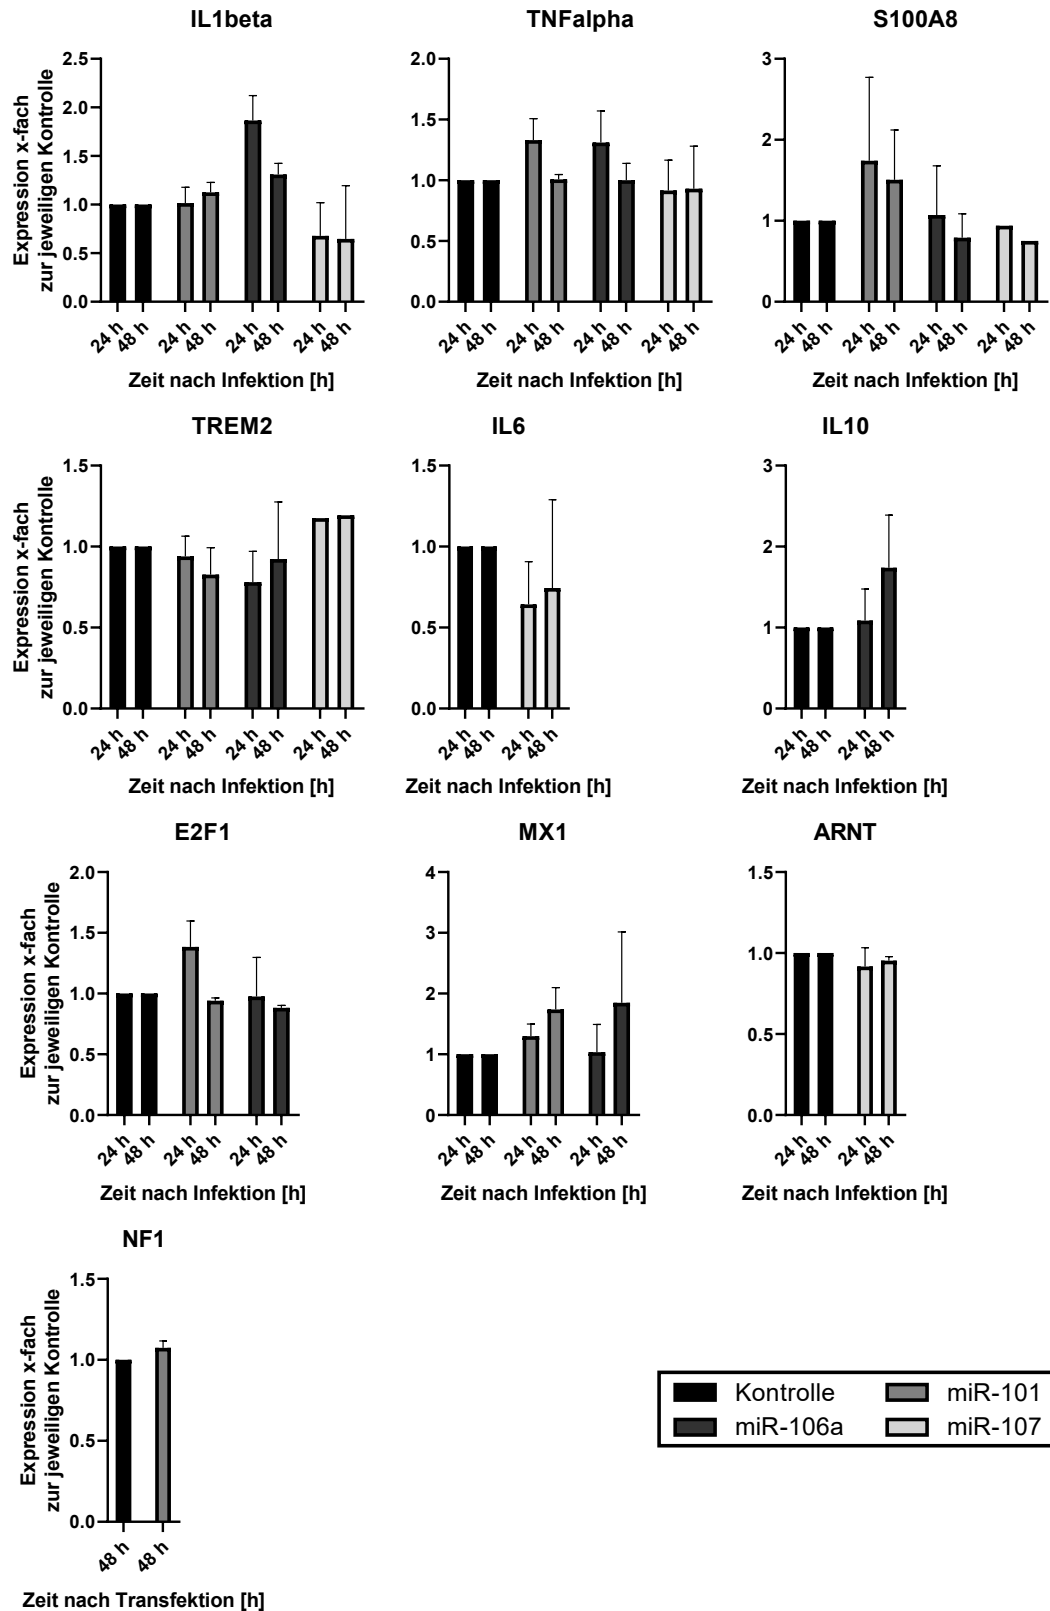 IL1beta
TNFalpha
S100A8
Expression x-fach
zur jeweiligen Kontrolle
2.5
2.0
1.5
1.0
0.5
0.0
24 h 48 h 24 h 48 h 24 h 48 h 24 h 48 h
Zeit nach Infektion [h]
2.0
1.5
1.0
0.5
0.0
24 h 48 h 24 h 48 h 24 h 48 h 24 h 48 h
Zeit nach Infektion [h]
3
2
1
0
24 h 48 h 24 h 48 h 24 h 48 h 24 h 48 h
Zeit nach Infektion [h]
TREM2
IL6
IL10
Expression x-fach
zur jeweiligen Kontrolle
1.5
1.0
0.5
0.0
24 h 48 h 24 h 48 h 24 h 48 h 24 h 48 h
Zeit nach Infektion [h]
1.5
1.0
0.5
0.0
24 h 48 h 24 h 48 h
Zeit nach Infektion [h]
3
2
1
0
24 h 48 h 24 h 48 h
Zeit nach Infektion [h]
E2F1
MX1
ARNT
Expression x-fach
zur jeweiligen Kontrolle
2.0
1.5
1.0
0.5
0.0
24 h 48 h 24 h 48 h 24 h 48 h
Zeit nach Infektion [h]
4
3
2
1
0
24 h 48 h 24 h 48 h 24 h 48 h
Zeit nach Infektion [h]
1.5
1.0
0.5
0.0
24 h 48 h 24 h 48 h
Zeit nach Infektion [h]
NF1
Expression x-fach
zur jeweiligen Kontrolle
1.5
1.0
0.5
0.0
48 h 48 h
Zeit nach Transfektion [h]
Kontrolle miR-101
miR-106a miR-107